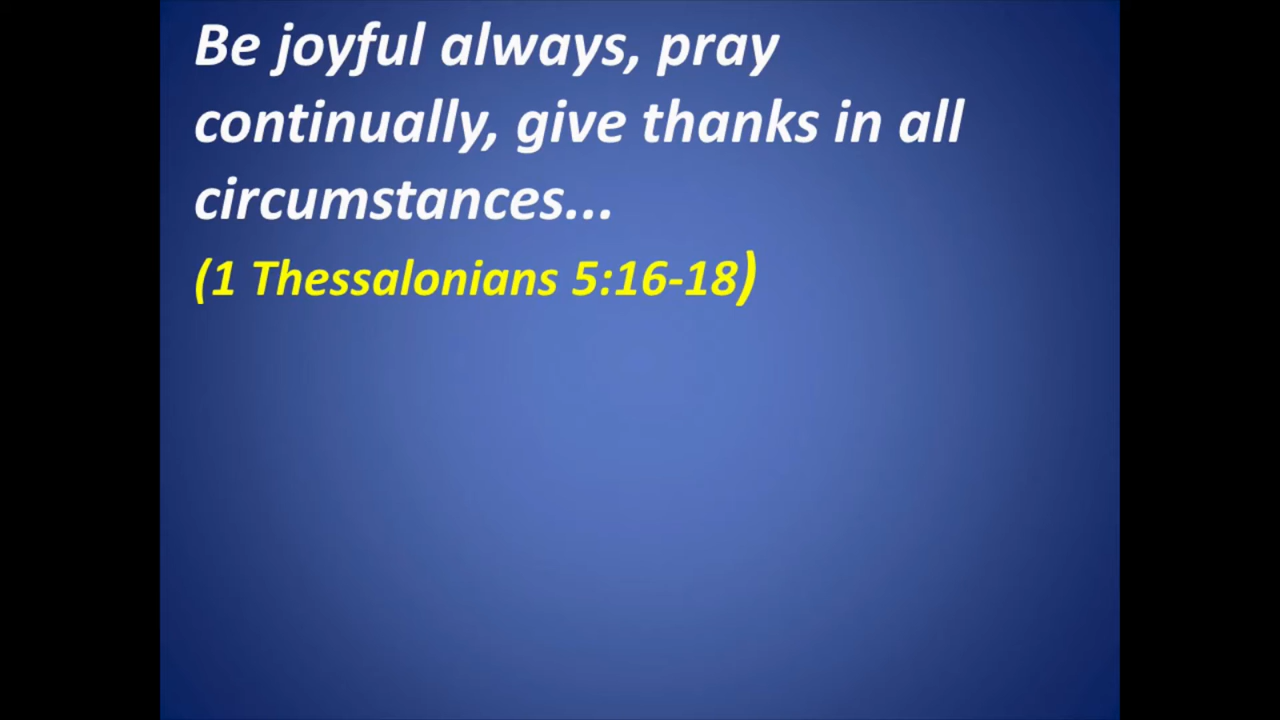 Be joyful always, pray
continually, give thanks in all
circumstances...
(1 Thessalonians 5:16-18)